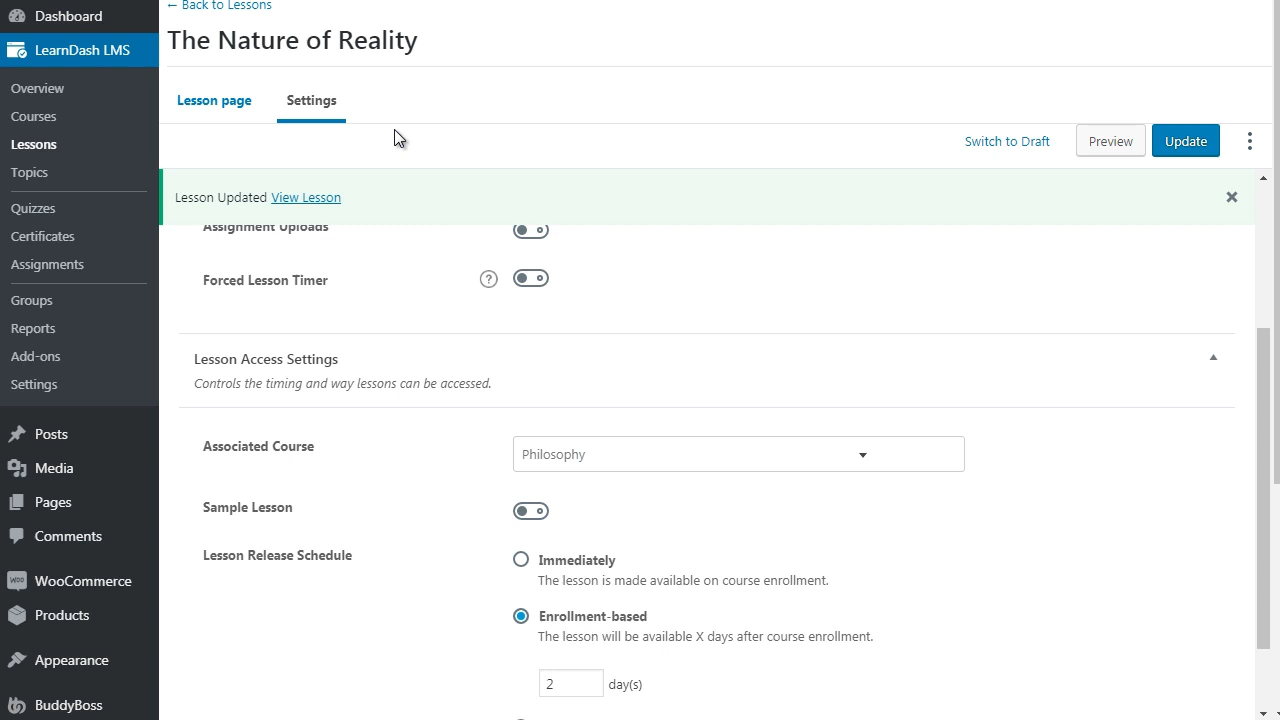 Dashboard
LearnDash LMS
Overview
Courses
Lessons
Topics
Quizzes
Certificates
Assignments
Groups
Reports
Add-ons
Settings
Posts
Media
Pages
Comments
WooCommerce
Products
Appearance
BuddyBoss
← Back to Lessons
The Nature of Reality
Lesson page
Settings
Switch to Draft
Preview
Update
Lesson Updated View Lesson
Assignment Uploads
Forced Lesson Timer
?
Lesson Access Settings
Controls the timing and way lessons can be accessed.
Associated Course
Philosophy
Sample Lesson
Lesson Release Schedule
Immediately
The lesson is made available on course enrollment.
Enrollment-based
The lesson will be available X days after course enrollment.
2 day(s)